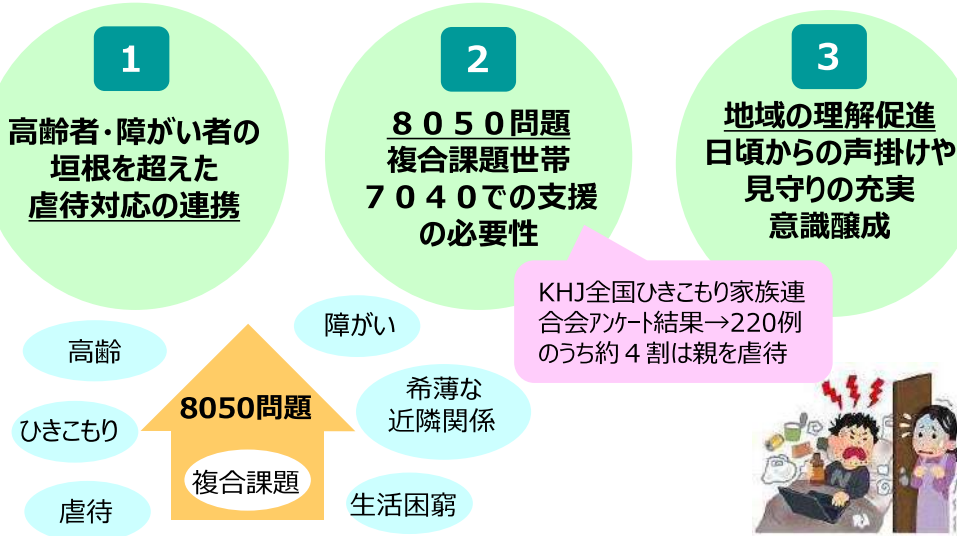 1
高齢者・障がい者の
垣根を超えた
虐待対応の連携
2
８０５０問題
複合課題世帯
７０４０での支援
の必要性
3
地域の理解促進
日頃からの声掛けや
見守りの充実
意識醸成
KHJ全国ひきこもり家族連
合会ｱﾝｹｰﾄ結果→220例
のうち約４割は親を虐待
高齢
ひきこもり
虐待
8050問題
複合課題
障がい
希薄な
近隣関係
生活困窮